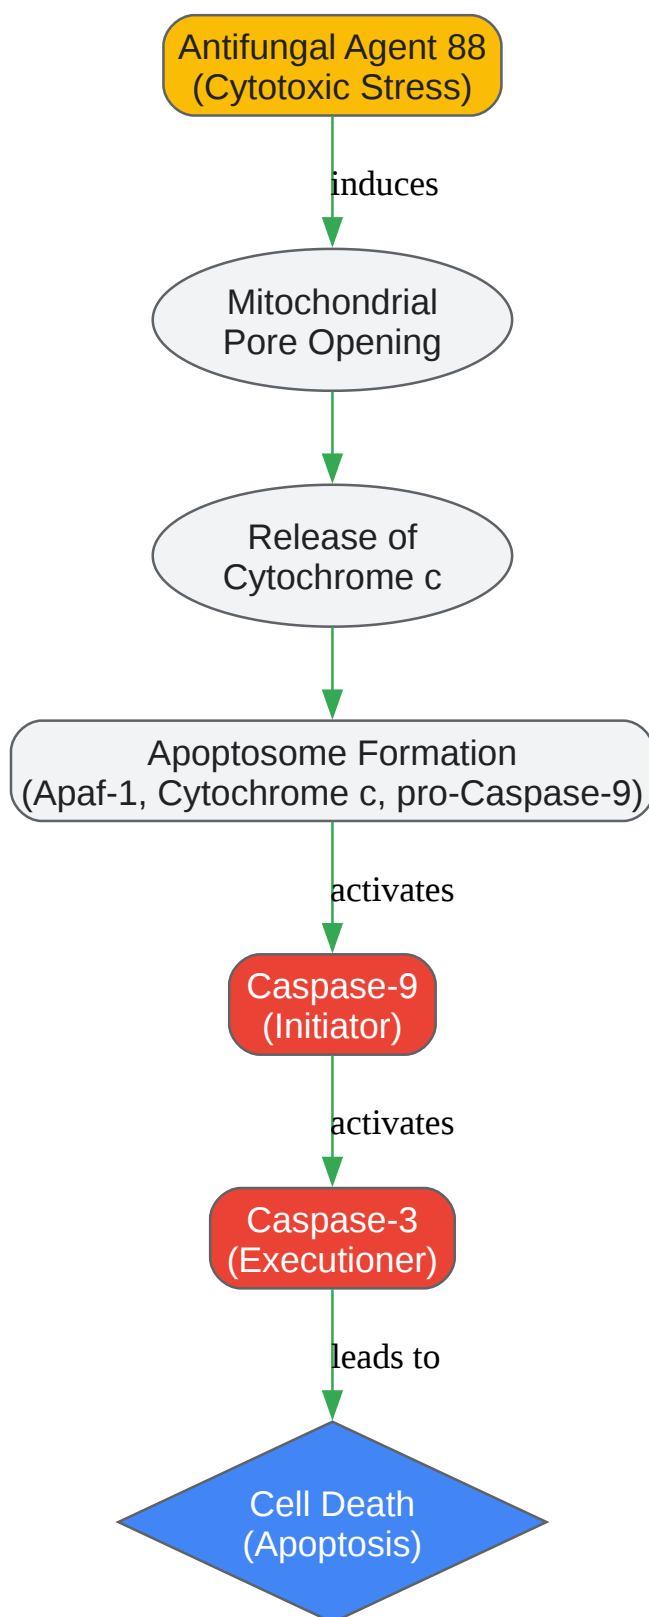 Antifungal Agent 88
(Cytotoxic Stress)
induces
Mitochondrial
Pore Opening
Release of
Cytochrome c
Apoptosome Formation
(Apaf-1, Cytochrome c, pro-Caspase-9)
activates
Caspase-9
(Initiator)
activates
Caspase-3
(Executioner)
leads to
Cell Death
(Apoptosis)